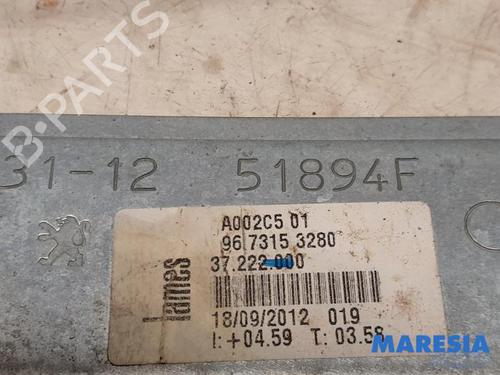 B-PARTS
31-12 51894F
A002C5 01
96 7315 3280
37.222.000
lames
18/09/2012 019
I:+04.59 T: 03.58
MARESIA